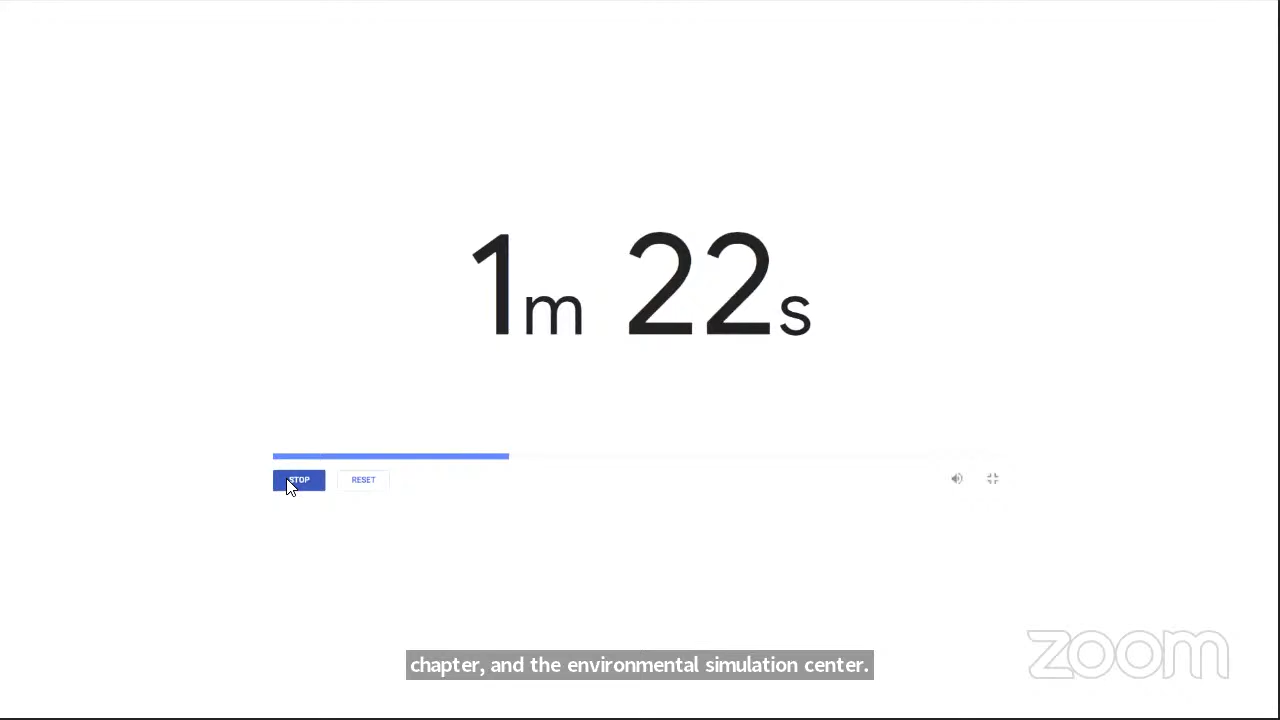 1m 22s
STOP RESET
chapter, and the environmental simulation center.
zoom